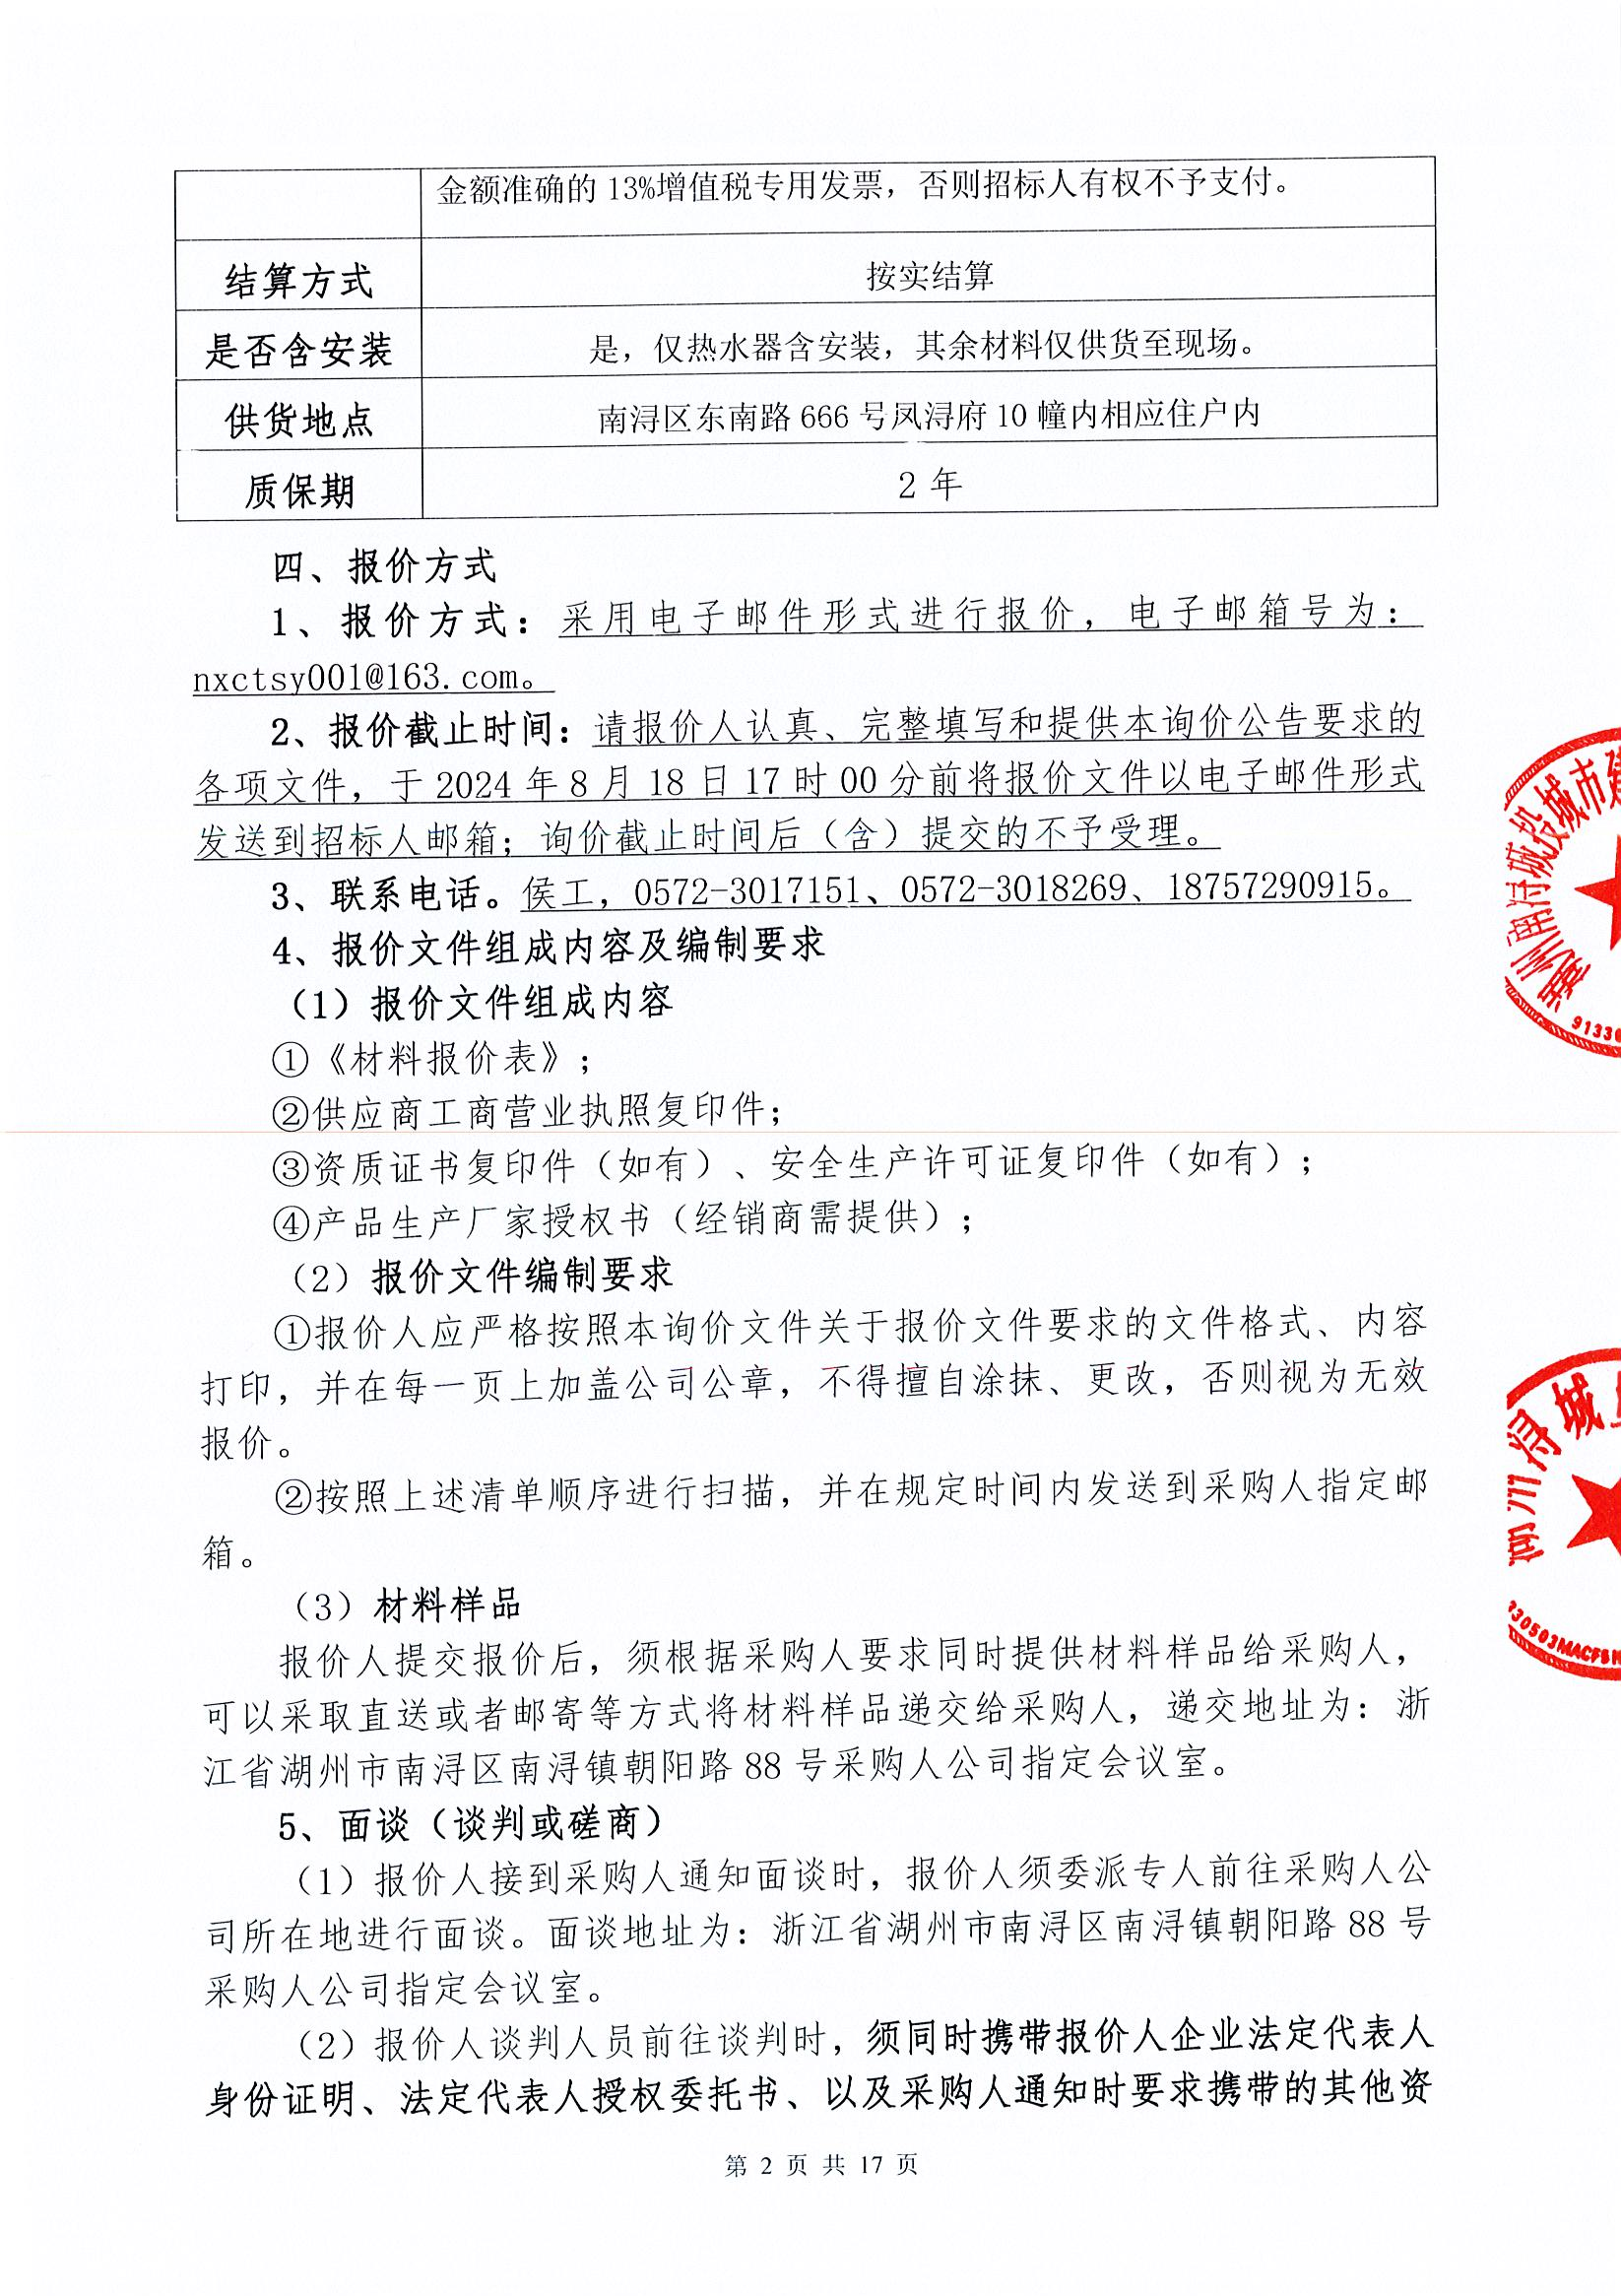 金额准确的 13%增值税专用发票，否则招标人有权不予支付。
结算方式
按实结算
是否含安装
是，仅热水器含安装，其余材料仅供货至现场。
供货地点
南浔区东南路 666 号凤浔府 10 幢内相应住户内
质保期
2 年
四、报价方式
1、报价方式：采用电子邮件形式进行报价，电子邮箱号为：
nxctsy001@163.com。
2、报价截止时间：请报价人认真、完整填写和提供本询价公告要求的
各项文件，于 2024 年 8 月 18 日 17 时 00 分前将报价文件以电子邮件形式
发送到招标人邮箱；询价截止时间后（含）提交的不予受理。
3、联系电话。侯工，0572-3017151、0572-3018269、18757290915。
4、报价文件组成内容及编制要求
（1）报价文件组成内容
①《材料报价表》；
②供应商工商营业执照复印件；
③资质证书复印件（如有）、安全生产许可证复印件（如有）；
④产品生产厂家授权书（经销商需提供）；
（2）报价文件编制要求
①报价人应严格按照本询价文件关于报价文件要求的文件格式、内容
打印，并在每一页上加盖公司公章，不得擅自涂抹、更改，否则视为无效
报价。
②按照上述清单顺序进行扫描，并在规定时间内发送到采购人指定邮
箱。
（3）材料样品
报价人提交报价后，须根据采购人要求同时提供材料样品给采购人，
可以采取直送或者邮寄等方式将材料样品递交给采购人，递交地址为：浙
江省湖州市南浔区南浔镇朝阳路 88 号采购人公司指定会议室。
5、面谈（谈判或磋商）
（1）报价人接到采购人通知面谈时，报价人须委派专人前往采购人公
司所在地进行面谈。面谈地址为：浙江省湖州市南浔区南浔镇朝阳路 88 号
采购人公司指定会议室。
（2）报价人谈判人员前往谈判时，须同时携带报价人企业法定代表人
身份证明、法定代表人授权委托书、以及采购人通知时要求携带的其他资
第 2 页 共 17 页
湖州南浔城投城市建
9133
浔城
330503MACF5